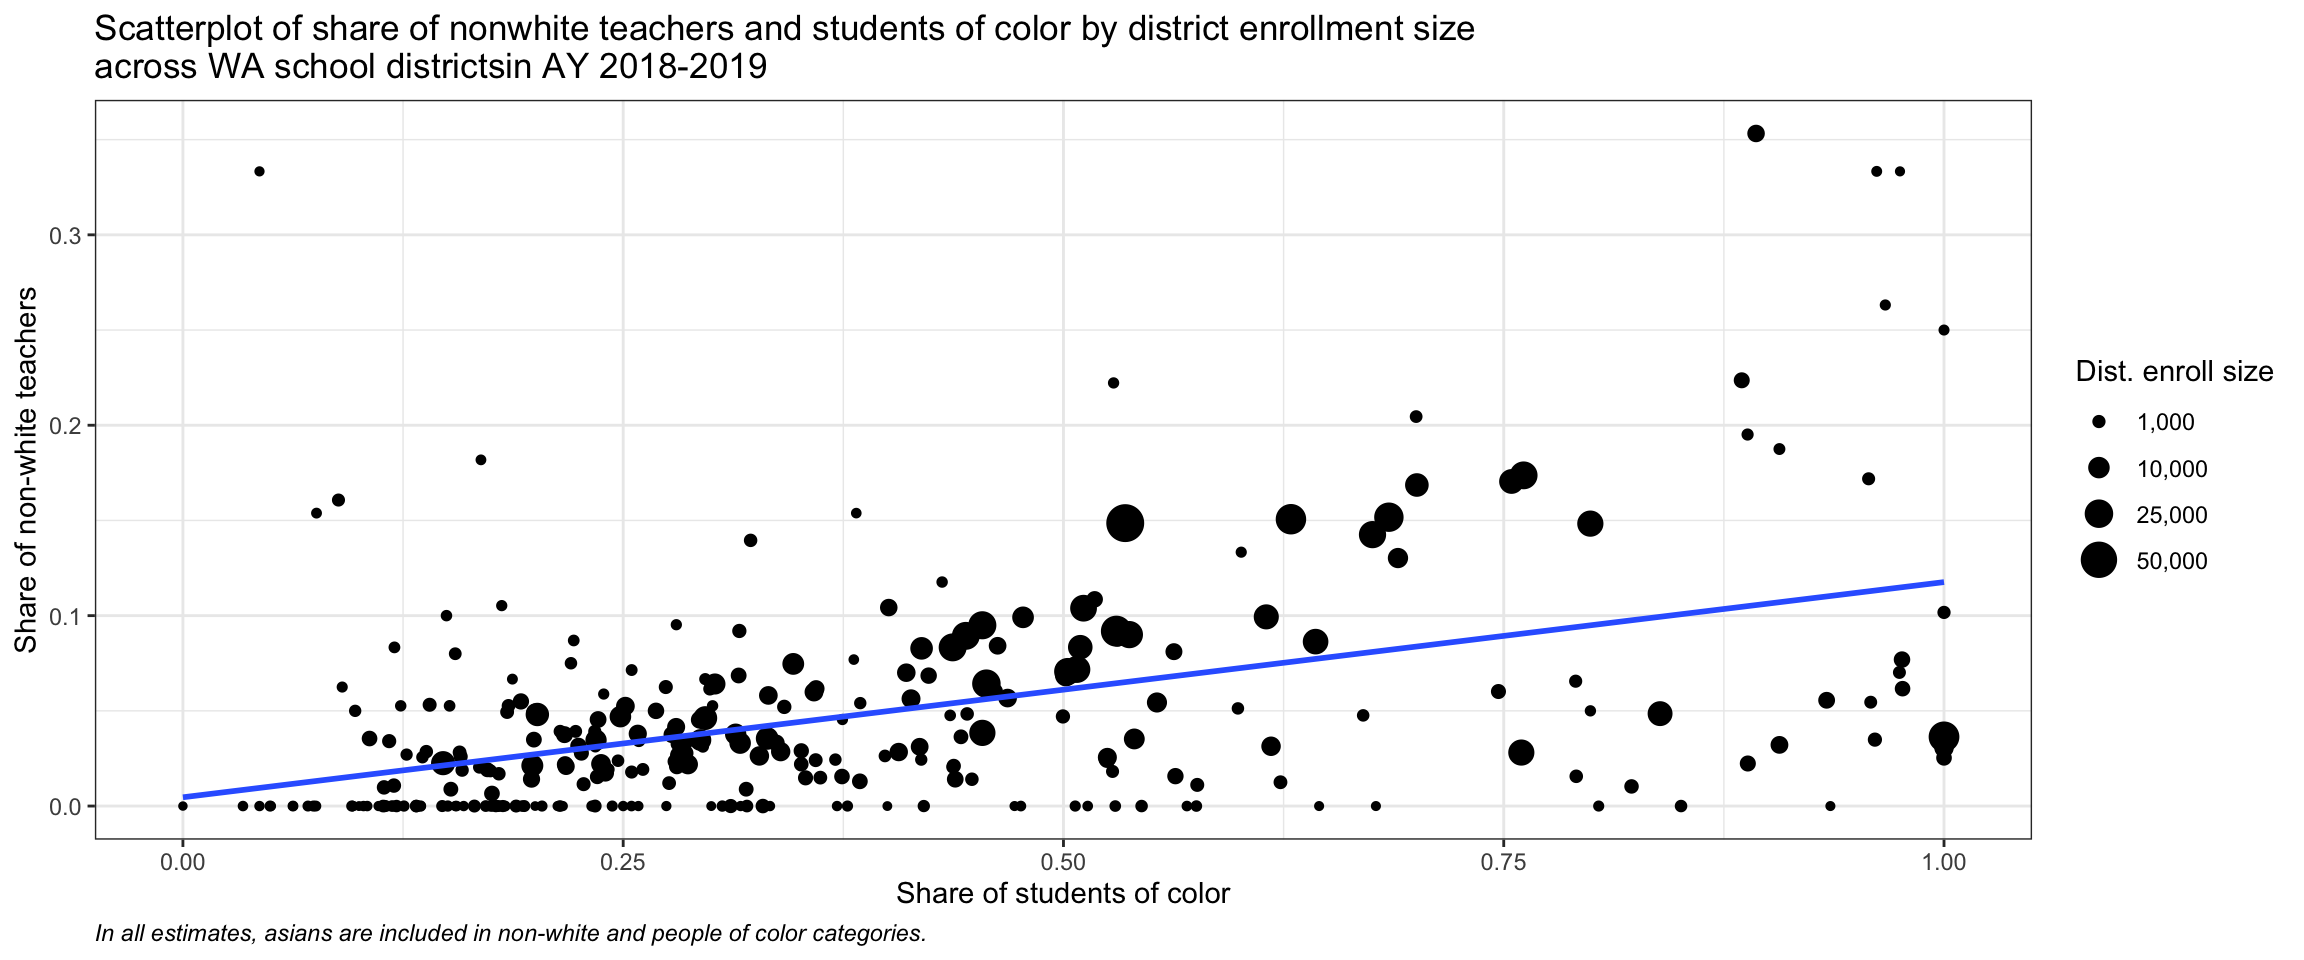 Scatterplot of share of nonwhite teachers and students of color by district enrollment size
across WA school districtsin AY 2018-2019
Share of non-white teachers
0.3
0.2
0.1
0.0
0.00
0.25
0.50
0.75
1.00
Share of students of color
Dist. enroll size
1,000
10,000
25,000
50,000
In all estimates, asians are included in non-white and people of color categories.